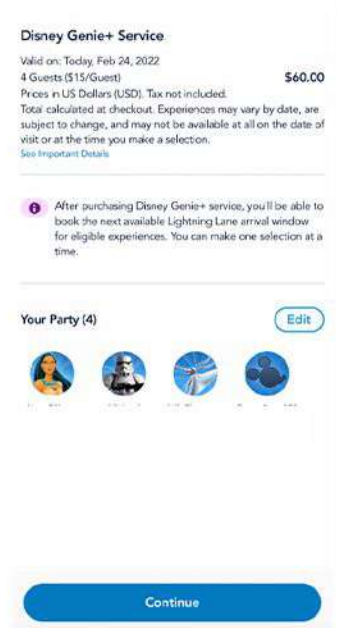 Disney Genie+ Service
Valid on: Today, Feb 24, 2022
4 Guests ($15/Guest) $60.00
Prices in US Dollars (USD). Tax not included.
Total calculated at checkout. Experiences may vary by date, are
subject to change, and may not be available at all on the date of
visit or at the time you make a selection.
See Important Details
After purchasing Disney Genie+ service, you'll be able to
book the next available Lightning Lane arrival window
for eligible experiences. You can make one selection at a
time.
Your Party (4) Edit
Continue